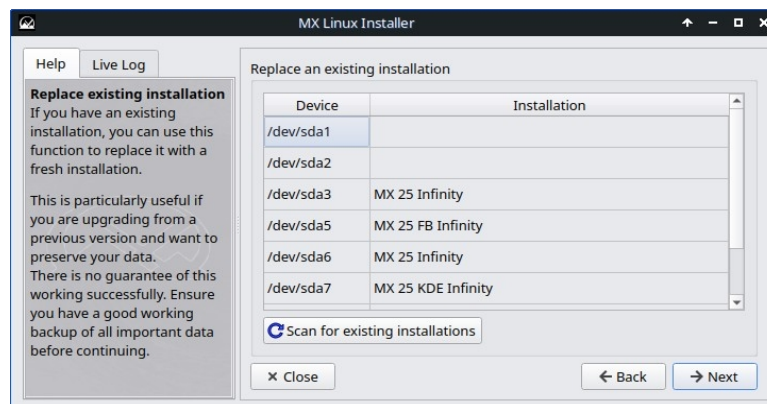 MX Linux Installer
Help
Live Log
Replace existing installation
If you have an existing
installation, you can use this
function to replace it with a
fresh installation.
This is particularly useful if
you are upgrading from a
previous version and want to
preserve your data.
There is no guarantee of this
working successfully. Ensure
you have a good working
backup of all important data
before continuing.
Replace an existing installation
Device Installation
/dev/sda1
/dev/sda2
/dev/sda3 MX 25 Infinity
/dev/sda5 MX 25 FB Infinity
/dev/sda6 MX 25 Infinity
/dev/sda7 MX 25 KDE Infinity
Scan for existing installations
Close
Back
Next